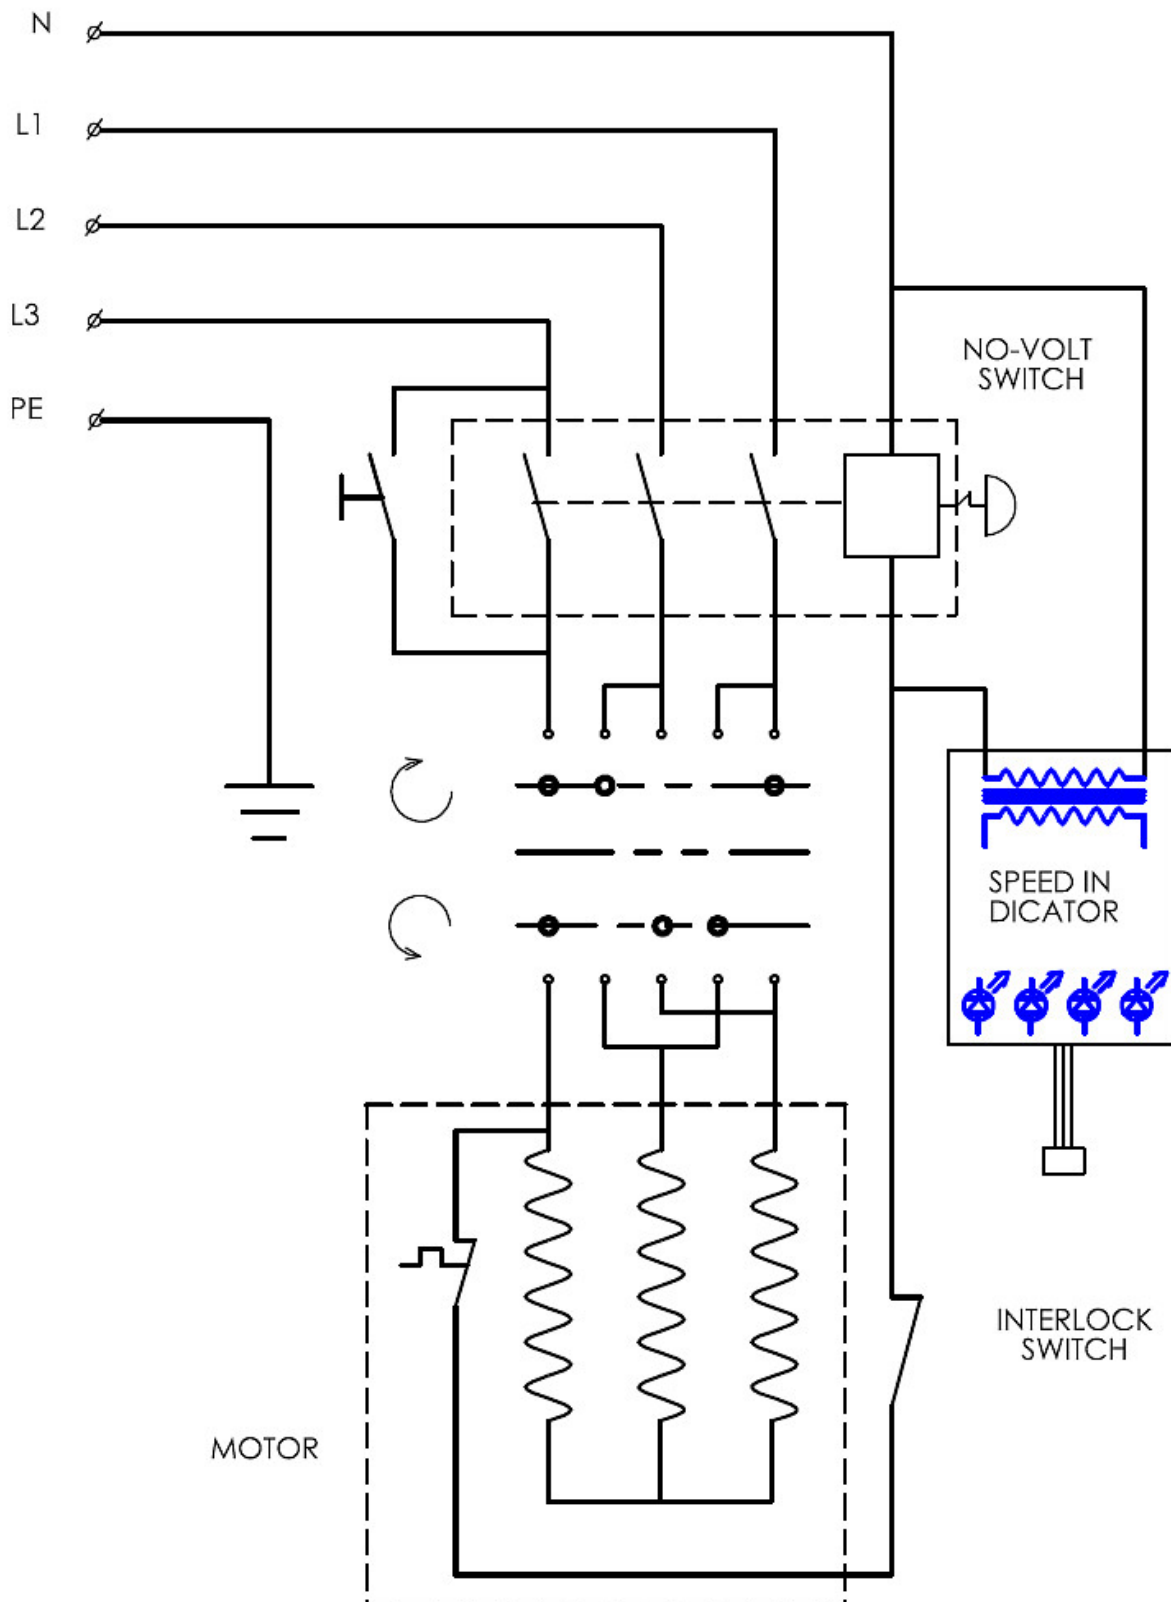 N
L1
L2
L3
PE
NO-VOLT
SWITCH
SPEED IN
DICATOR
INTERLOCK
SWITCH
MOTOR